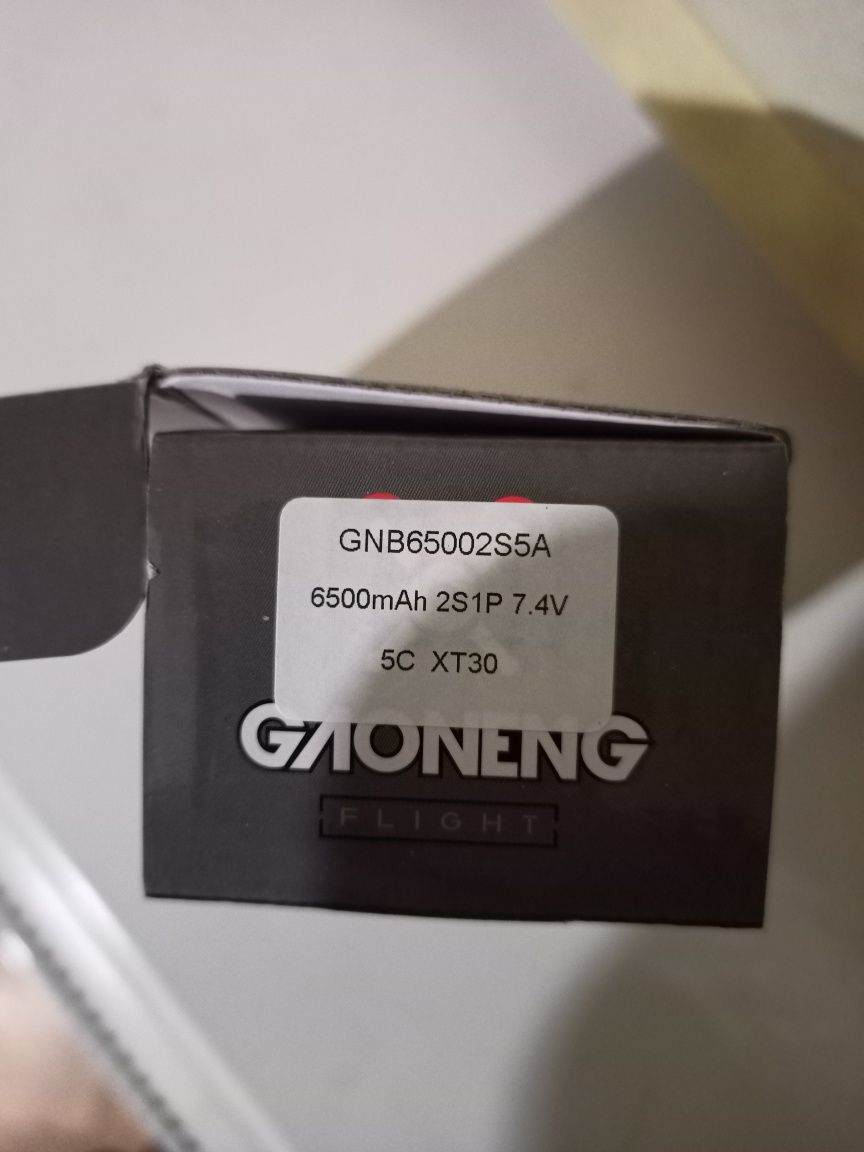 GNB65002S5A
6500mAh 2S1P 7.4V
5C XT30
GAONENG
FLIGHT